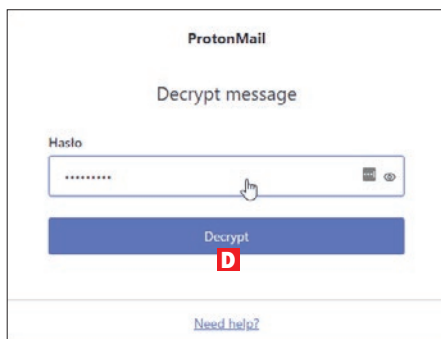 ProtonMail
Decrypt message
Hasło
•••••••••
Decrypt
D
Need help?